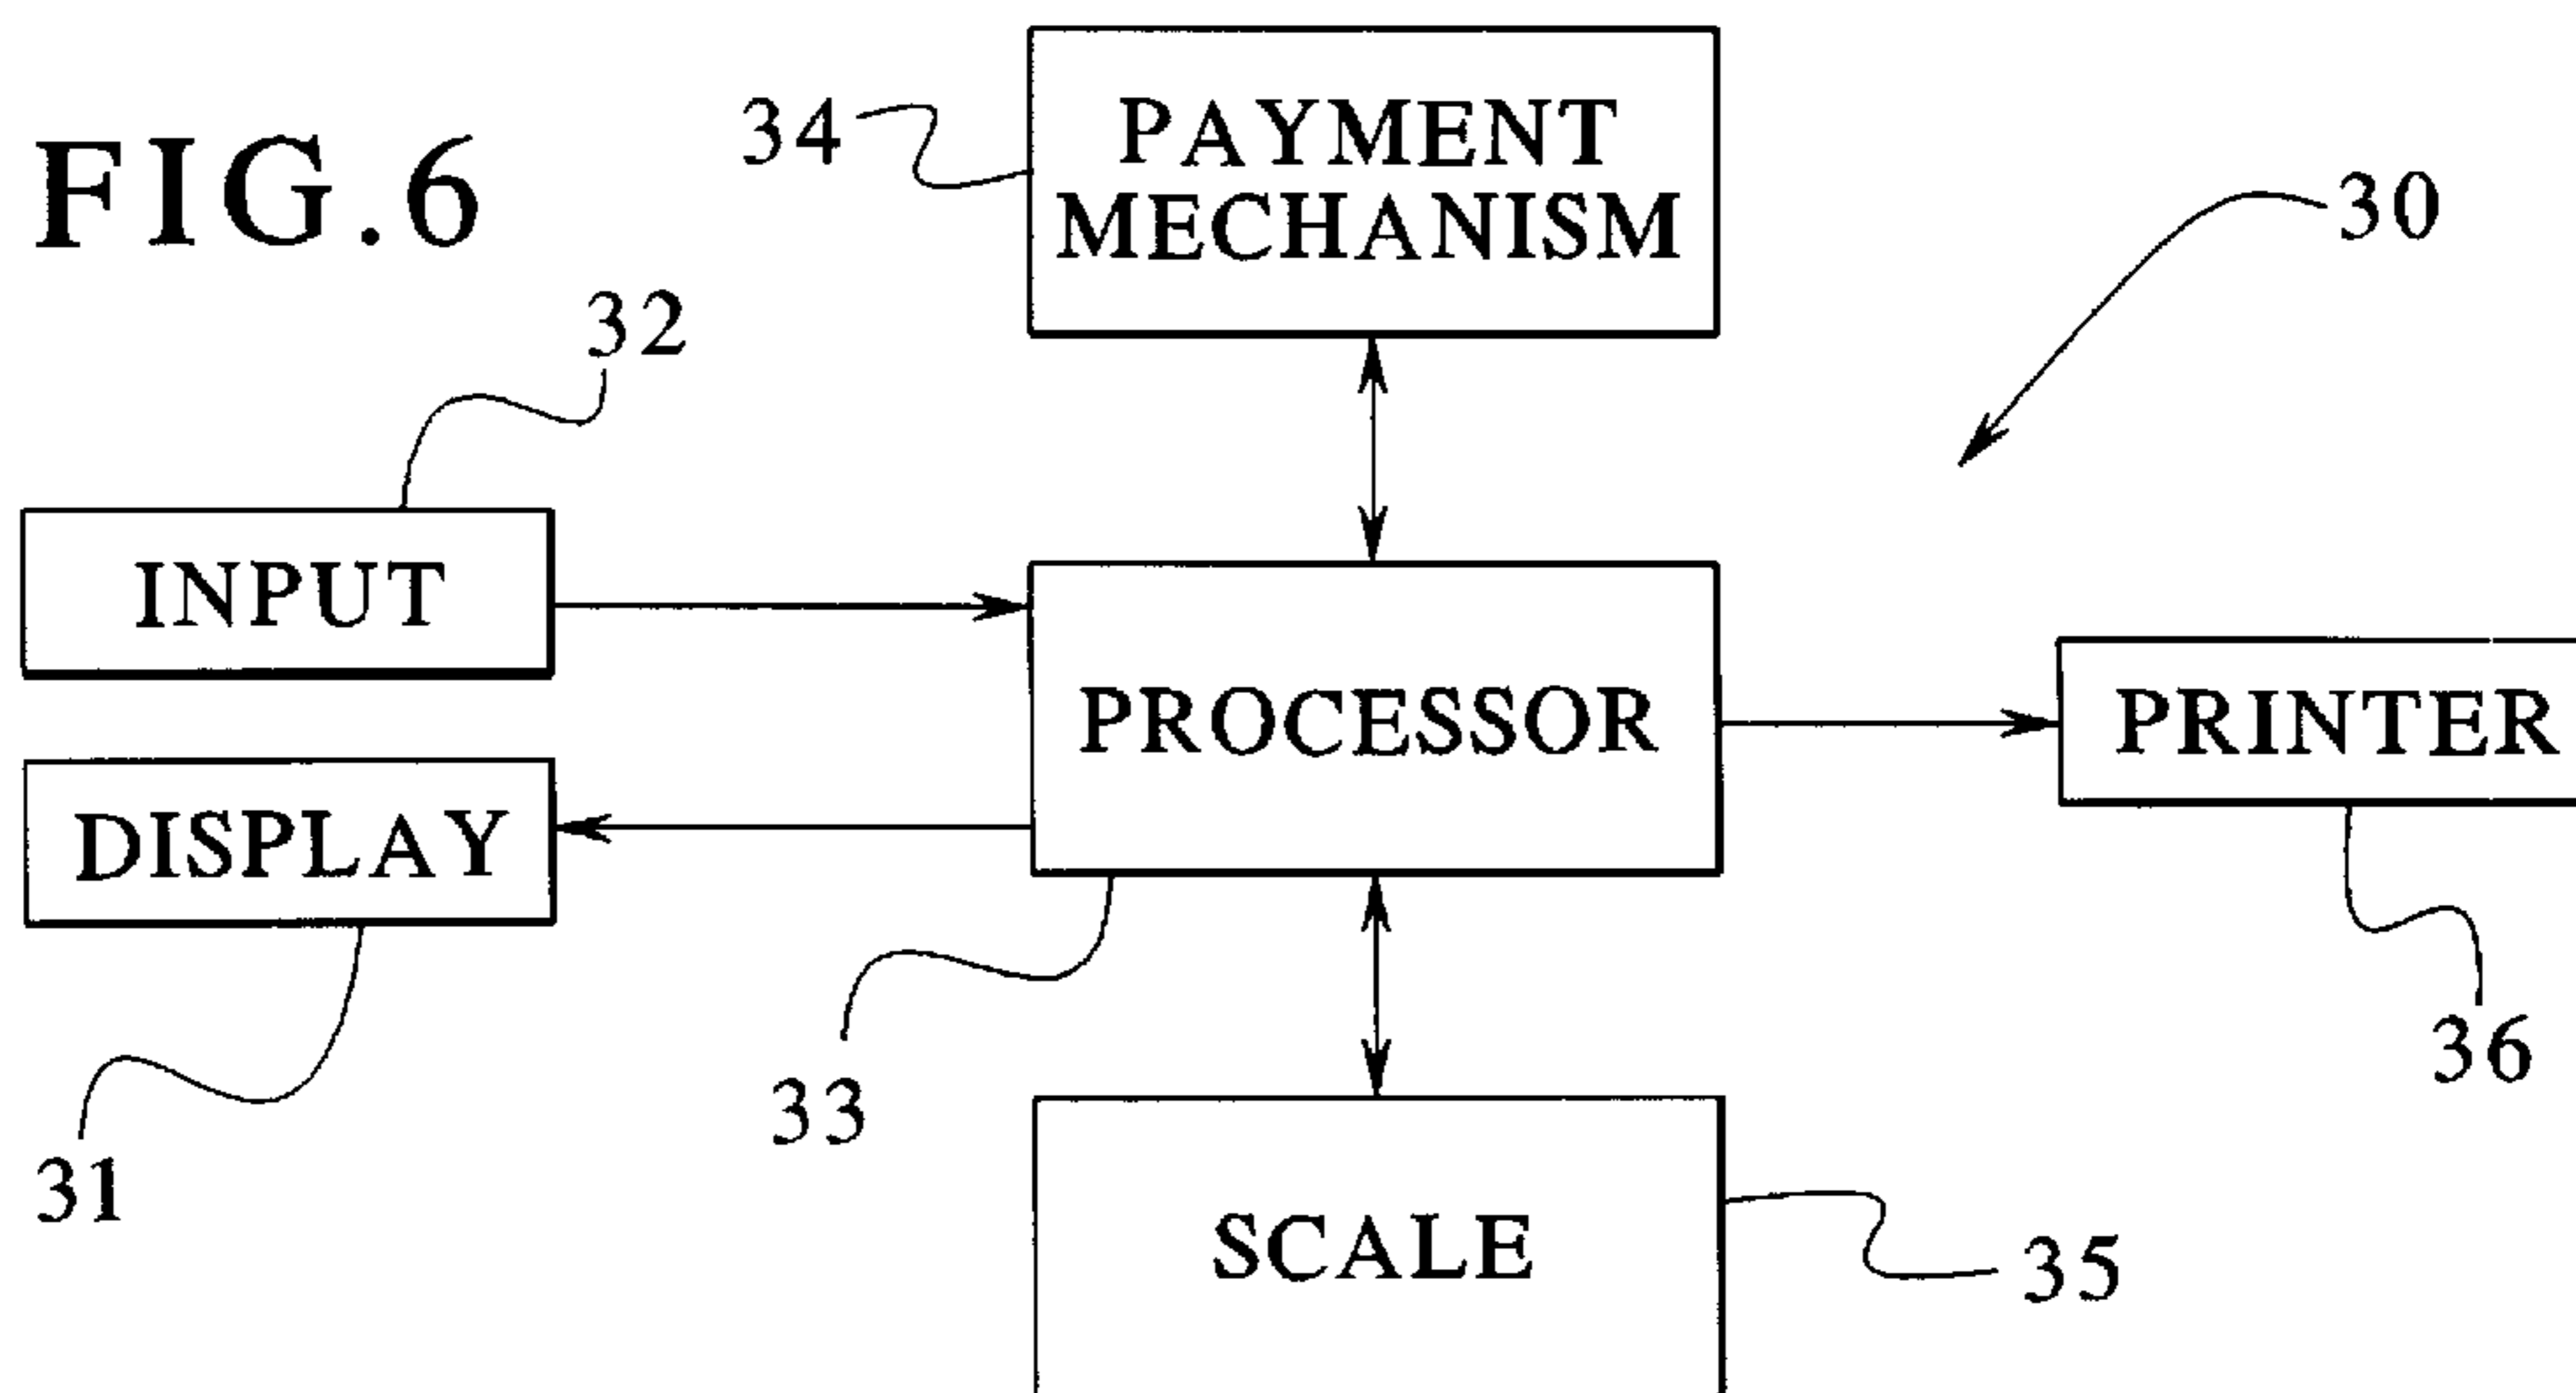 FIG.6
34
PAYMENT
MECHANISM
30
32
INPUT
PROCESSOR
PRINTER
DISPLAY
36
33
31
SCALE
35